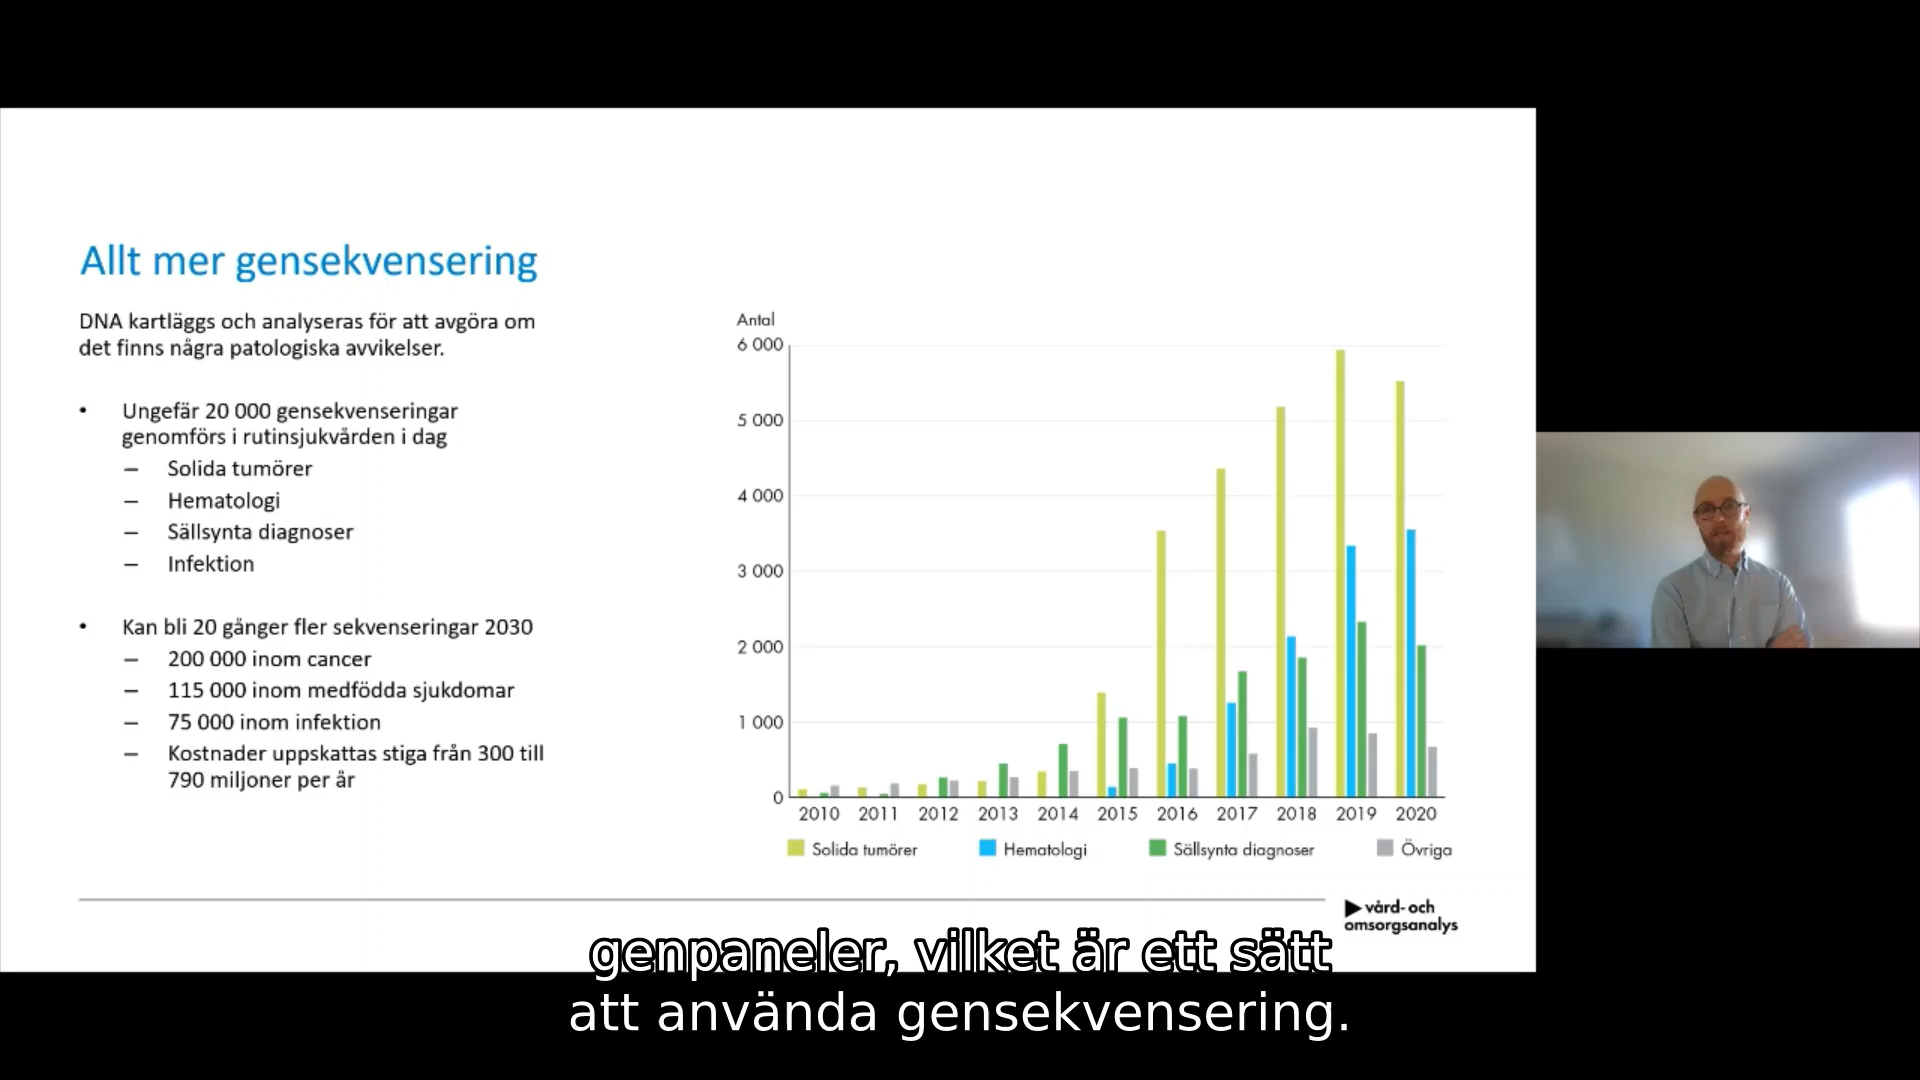 Allt mer gensekvensering
DNA kartläggs och analyseras för att avgöra om
det finns några patologiska avvikelser.
• Ungefär 20 000 gensekvenseringar
genomförs i rutinsjukvården i dag
– Solida tumörer
– Hematologi
– Sällsynta diagnoser
– Infektion
• Kan bli 20 gånger fler sekvenseringar 2030
– 200 000 inom cancer
– 115 000 inom medfödda sjukdomar
– 75 000 inom infektion
– Kostnader uppskattas stiga från 300 till
790 miljoner per år
Antal
6 000
5 000
4 000
3 000
2 000
1 000
0
2010 2011 2012 2013 2014 2015 2016 2017 2018 2019 2020
Solida tumörer Hematologi Sällsynta diagnoser Övriga
vård- och
omsorgsanalys
genpaneler, vilket är ett sätt
att använda gensekvensering.